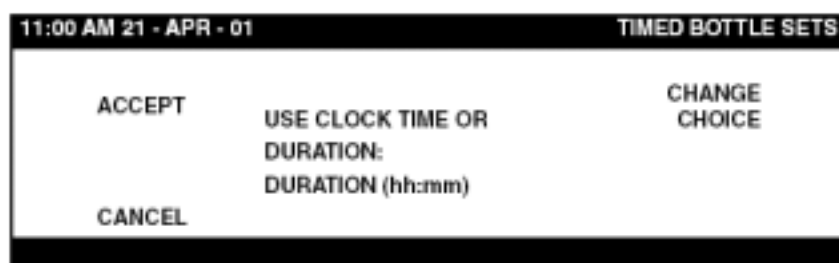 11:00 AM 21 - APR - 01 TIMED BOTTLE SETS
ACCEPT
USE CLOCK TIME OR
DURATION:
DURATION (hh:mm)
CHANGE
CHOICE
CANCEL